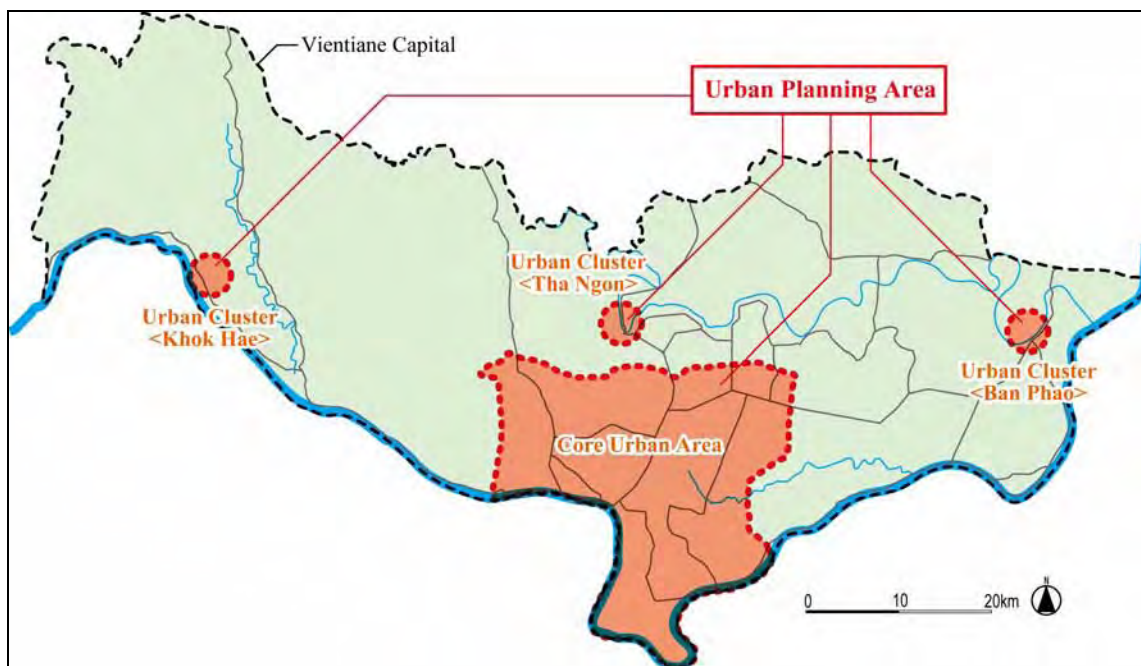 Vientiane Capital
Urban Planning Area
Urban Cluster
<Tha Ngon>
Urban Cluster
<Khok Hae>
Urban Cluster
<Ban Phao>
Core Urban Area
0 10 20km
N